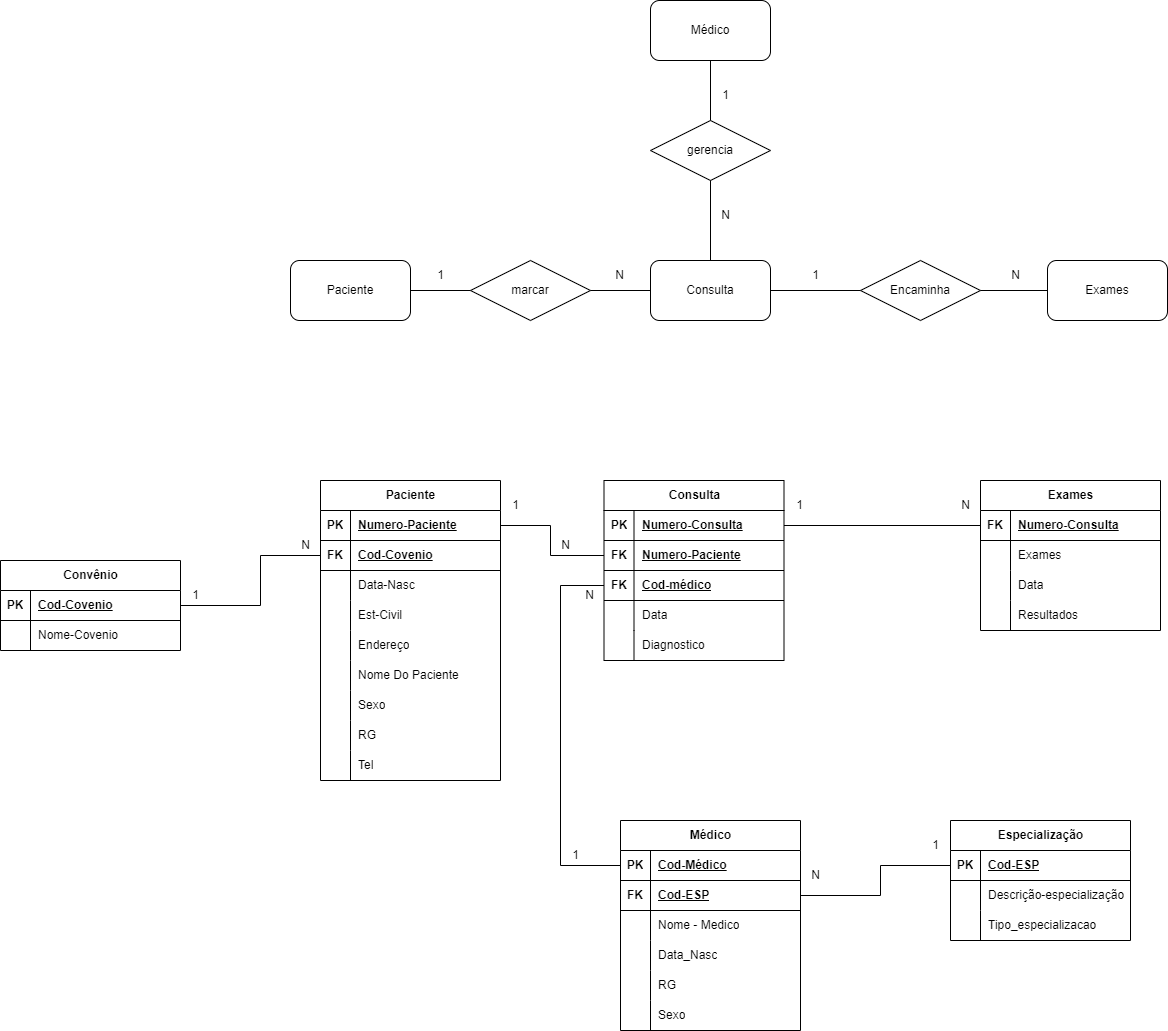 Médico
1
gerencia
N
Paciente
1
marcar
N
Consulta
1
Encaminha
N
Exames
Convênio
PK Cod-Covenio
Nome-Covenio
1
N
Paciente
PK Numero-Paciente
FK Cod-Covenio
Data-Nasc
Est-Civil
Endereço
Nome Do Paciente
Sexo
RG
Tel
1
N
Consulta
PK Numero-Consulta
FK Numero-Paciente
FK Cod-médico
Data
Diagnostico
1
N
Exames
FK Numero-Consulta
Exames
Data
Resultados
N
1
Médico
PK Cod-Médico
FK Cod-ESP
Nome - Medico
Data_Nasc
RG
Sexo
N
1
Especialização
PK Cod-ESP
Descrição-especialização
Tipo_especializacao